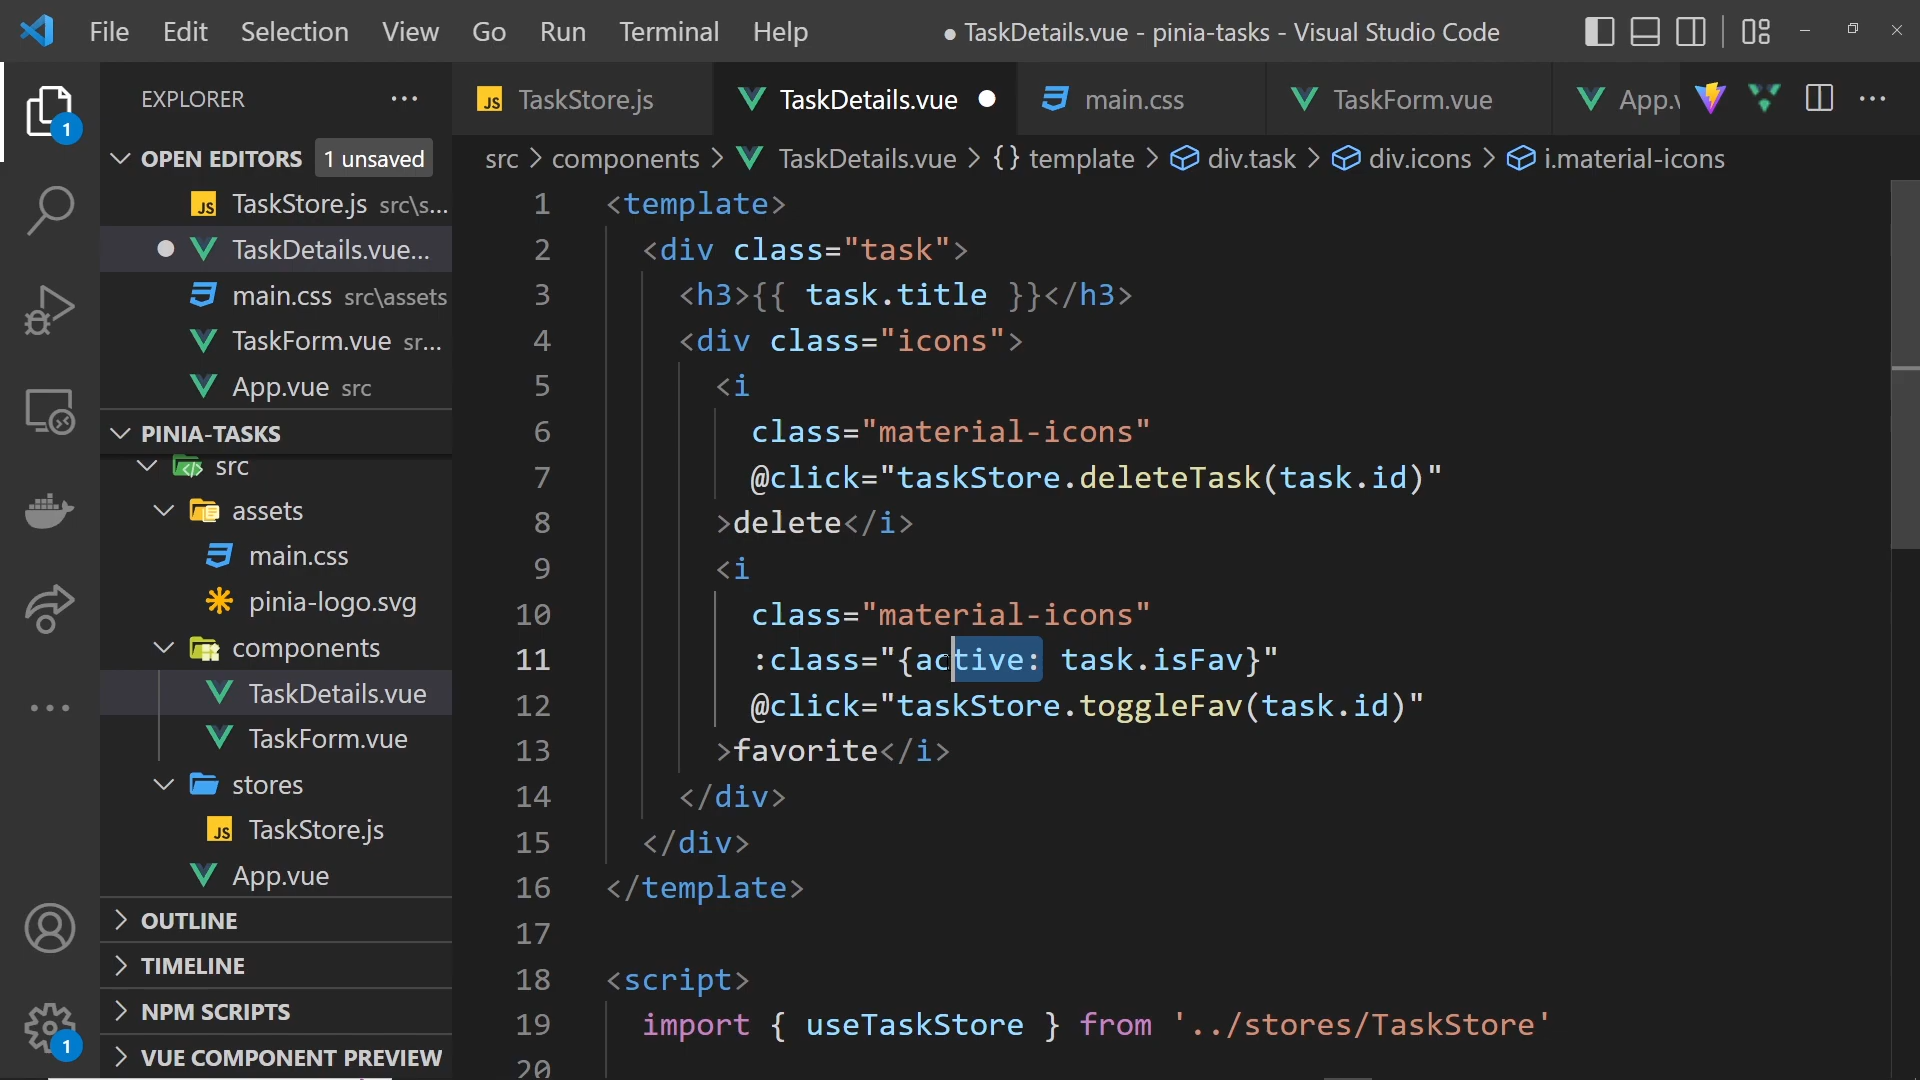 File Edit Selection View Go Run Terminal Help
● TaskDetails.vue - pinia-tasks - Visual Studio Code
EXPLORER
OPEN EDITORS 1 unsaved
JS TaskStore.js src\s...
TaskDetails.vue...
main.css src\assets
TaskForm.vue sr...
App.vue src
PINIA-TASKS
src
assets
main.css
pinia-logo.svg
components
TaskDetails.vue
TaskForm.vue
stores
JS TaskStore.js
App.vue
OUTLINE
TIMELINE
NPM SCRIPTS
VUE COMPONENT PREVIEW
1
1
JS TaskStore.js
TaskDetails.vue
main.css
TaskForm.vue
App.v
src > components > TaskDetails.vue > {} template > div.task > div.icons > i.material-icons
1 <template>
2 <div class="task">
3 <h3>{{ task.title }}</h3>
4 <div class="icons">
5 <i
6 class="material-icons"
7 @click="taskStore.deleteTask(task.id)"
8 >delete</i>
9 <i
10 class="material-icons"
11 :class="{active: task.isFav}"
12 @click="taskStore.toggleFav(task.id)"
13 >favorite</i>
14 </div>
15 </div>
16 </template>
17
18 <script>
19 import { useTaskStore } from '../stores/TaskStore'
20